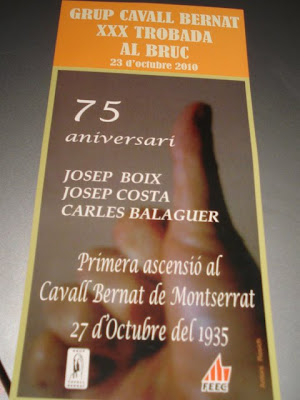 GRUP CAVALL BERNAT
XXX TROBADA
AL BRUC
23 d'octubre 2010
75
aniversari
JOSEP BOIX
JOSEP COSTA
CARLES BALAGUER
Primera ascensió al
Cavall Bernat de Montserrat
27 d'Octubre del 1935
FEEC